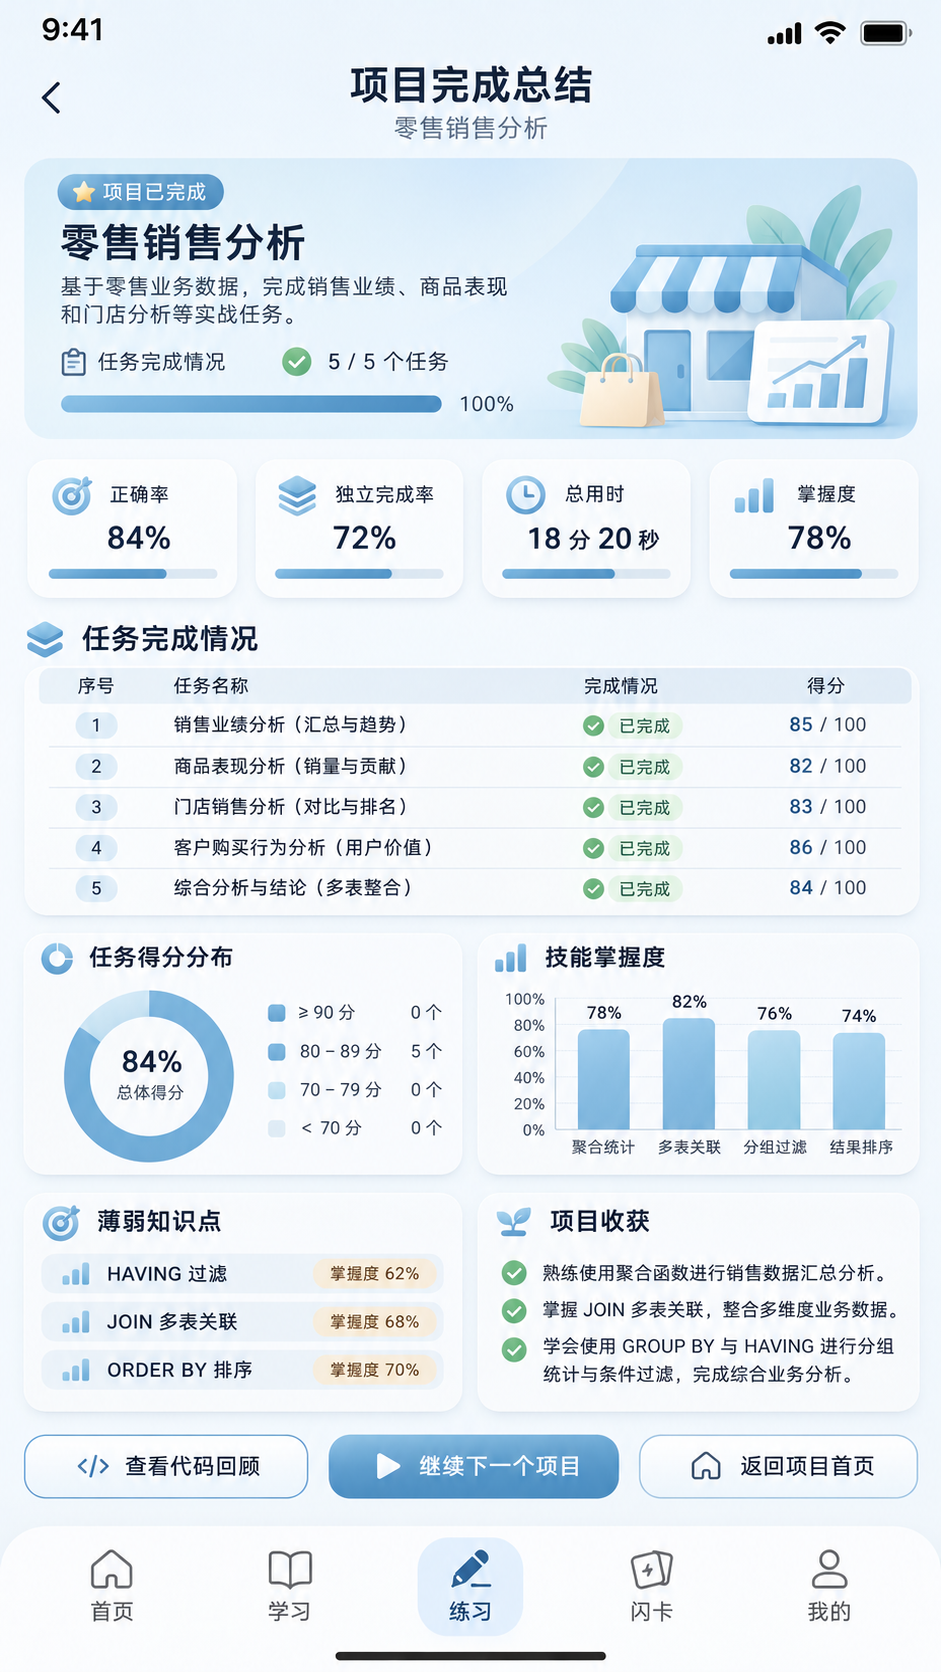 9:41
项目完成总结
零售销售分析
项目已完成
零售销售分析
基于零售业务数据，完成销售业绩、商品表现
和门店分析等实战任务。
任务完成情况 5 / 5 个任务
100%
正确率
84%
独立完成率
72%
总用时
18 分 20 秒
掌握度
78%
任务完成情况
序号 任务名称 完成情况 得分
1 销售业绩分析（汇总与趋势） 已完成 85 / 100
2 商品表现分析（销量与贡献） 已完成 82 / 100
3 门店销售分析（对比与排名） 已完成 83 / 100
4 客户购买行为分析（用户价值） 已完成 86 / 100
5 综合分析与结论（多表整合） 已完成 84 / 100
任务得分分布
84%
总体得分
≥ 90 分 0 个
80 – 89 分 5 个
70 – 79 分 0 个
< 70 分 0 个
技能掌握度
100%
80%
60%
40%
20%
0%
78% 82% 76% 74%
聚合统计 多表关联 分组过滤 结果排序
薄弱知识点
HAVING 过滤 掌握度 62%
JOIN 多表关联 掌握度 68%
ORDER BY 排序 掌握度 70%
项目收获
熟练使用聚合函数进行销售数据汇总分析。
掌握 JOIN 多表关联，整合多维度业务数据。
学会使用 GROUP BY 与 HAVING 进行分组
统计与条件过滤，完成综合业务分析。
</> 查看代码回顾
继续下一个项目
返回项目首页
首页 学习 练习 闪卡 我的